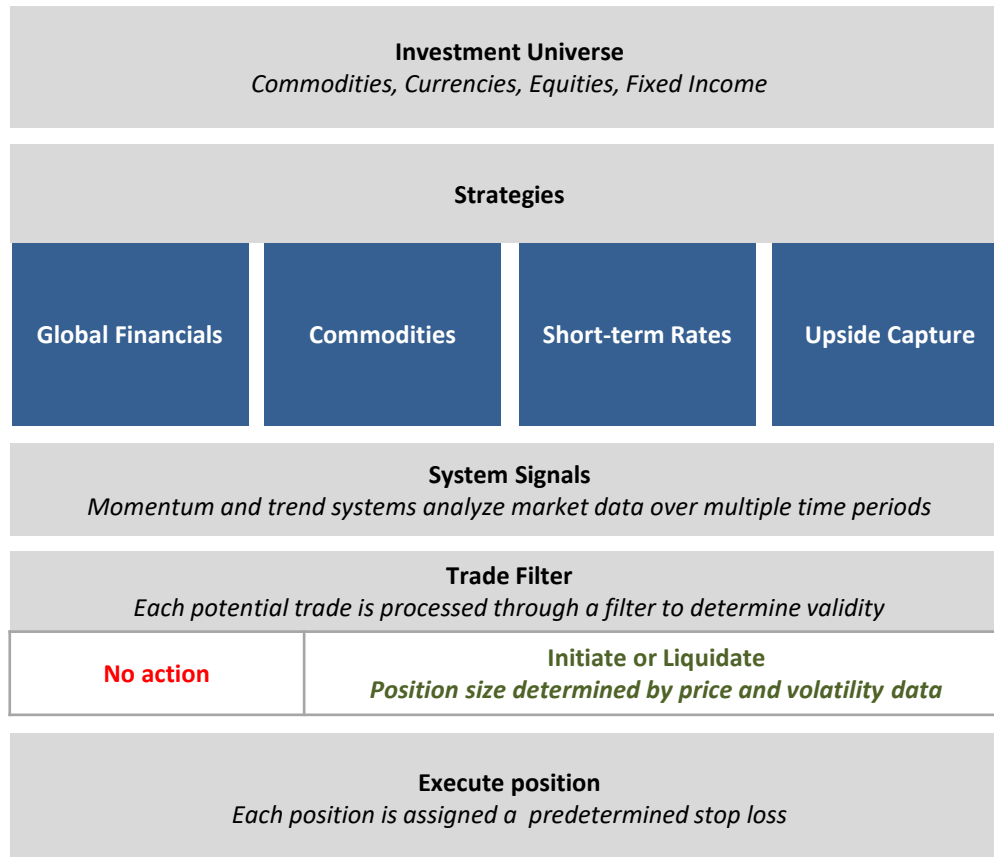 Investment Universe
Commodities, Currencies, Equities, Fixed Income
Strategies
Global Financials
Commodities
Short-term Rates
Upside Capture
System Signals
Momentum and trend systems analyze market data over multiple time periods
Trade Filter
Each potential trade is processed through a filter to determine validity
No action
Initiate or Liquidate
Position size determined by price and volatility data
Execute position
Each position is assigned a  predetermined stop loss